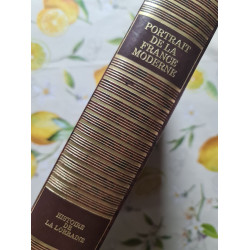 PORTRAIT
DE LA
FRANCE
MODERNE
HISTOIRE
DE
LA LORRAINE